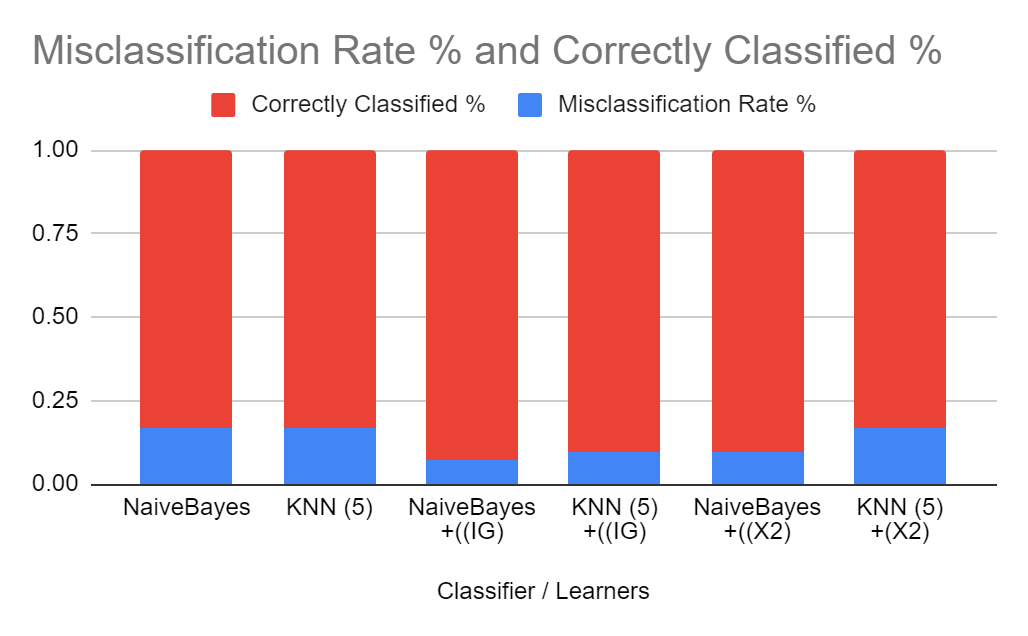 Misclassification Rate % and Correctly Classified %
Correctly Classified % Misclassification Rate %
1.00
0.75
0.50
0.25
0.00
NaiveBayes KNN (5) NaiveBayes KNN (5) NaiveBayes KNN (5)
+((IG) +((IG) +((X2) +(X2)
Classifier / Learners